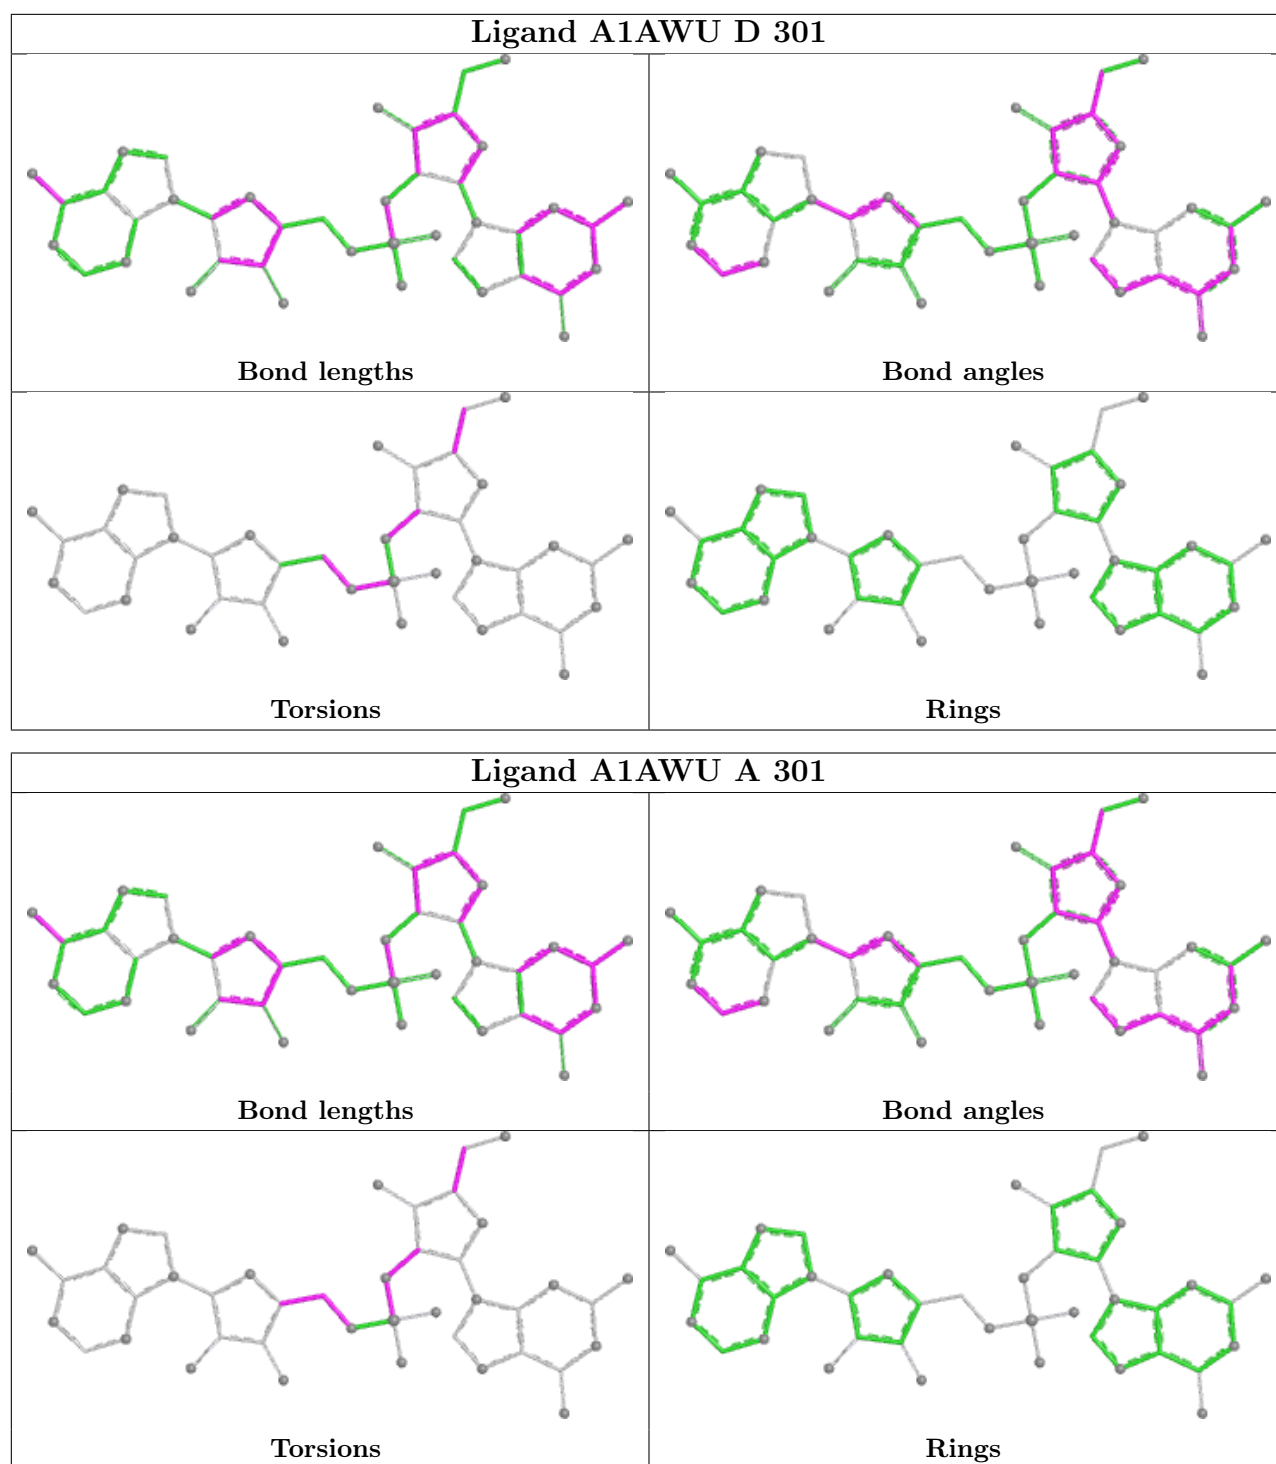 Ligand A1AWU D 301
Bond lengths
Bond angles
Torsions
Rings
Ligand A1AWU A 301
Bond lengths
Bond angles
Torsions
Rings